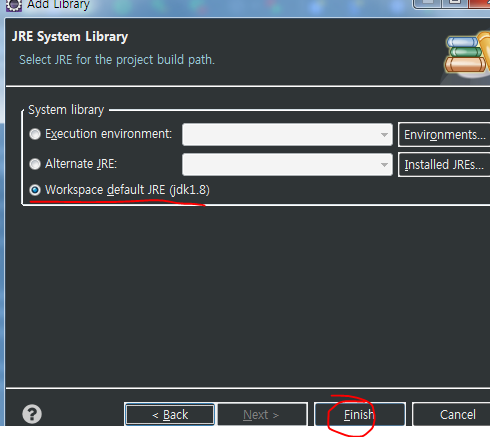 Add Library
JRE System Library
Select JRE for the project build path.
System library
Execution environment:
Environments...
Alternate JRE:
Installed JREs...
Workspace default JRE (jdk1.8)
?
< Back
Next >
Finish
Cancel